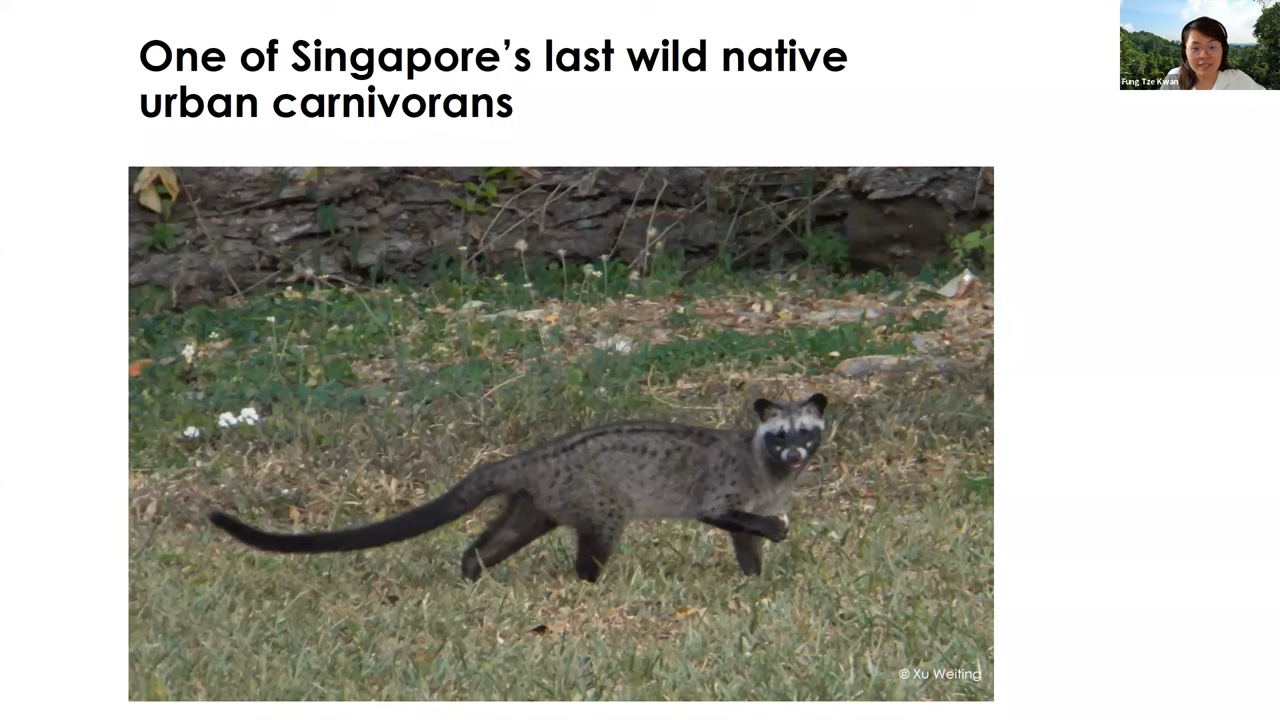 One of Singapore's last wild native
urban carnivorans
Fung Tze Kwan
© Xu Weiting